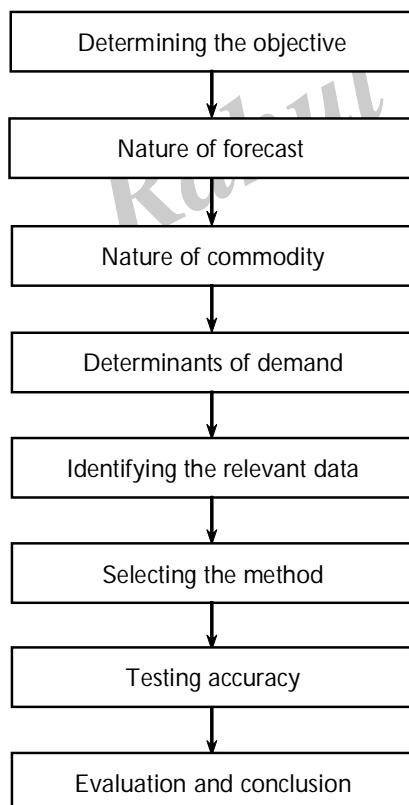 Determining the objective
Rahul
Nature of forecast
Nature of commodity
Determinants of demand
Identifying the relevant data
Selecting the method
Testing accuracy
Evaluation and conclusion